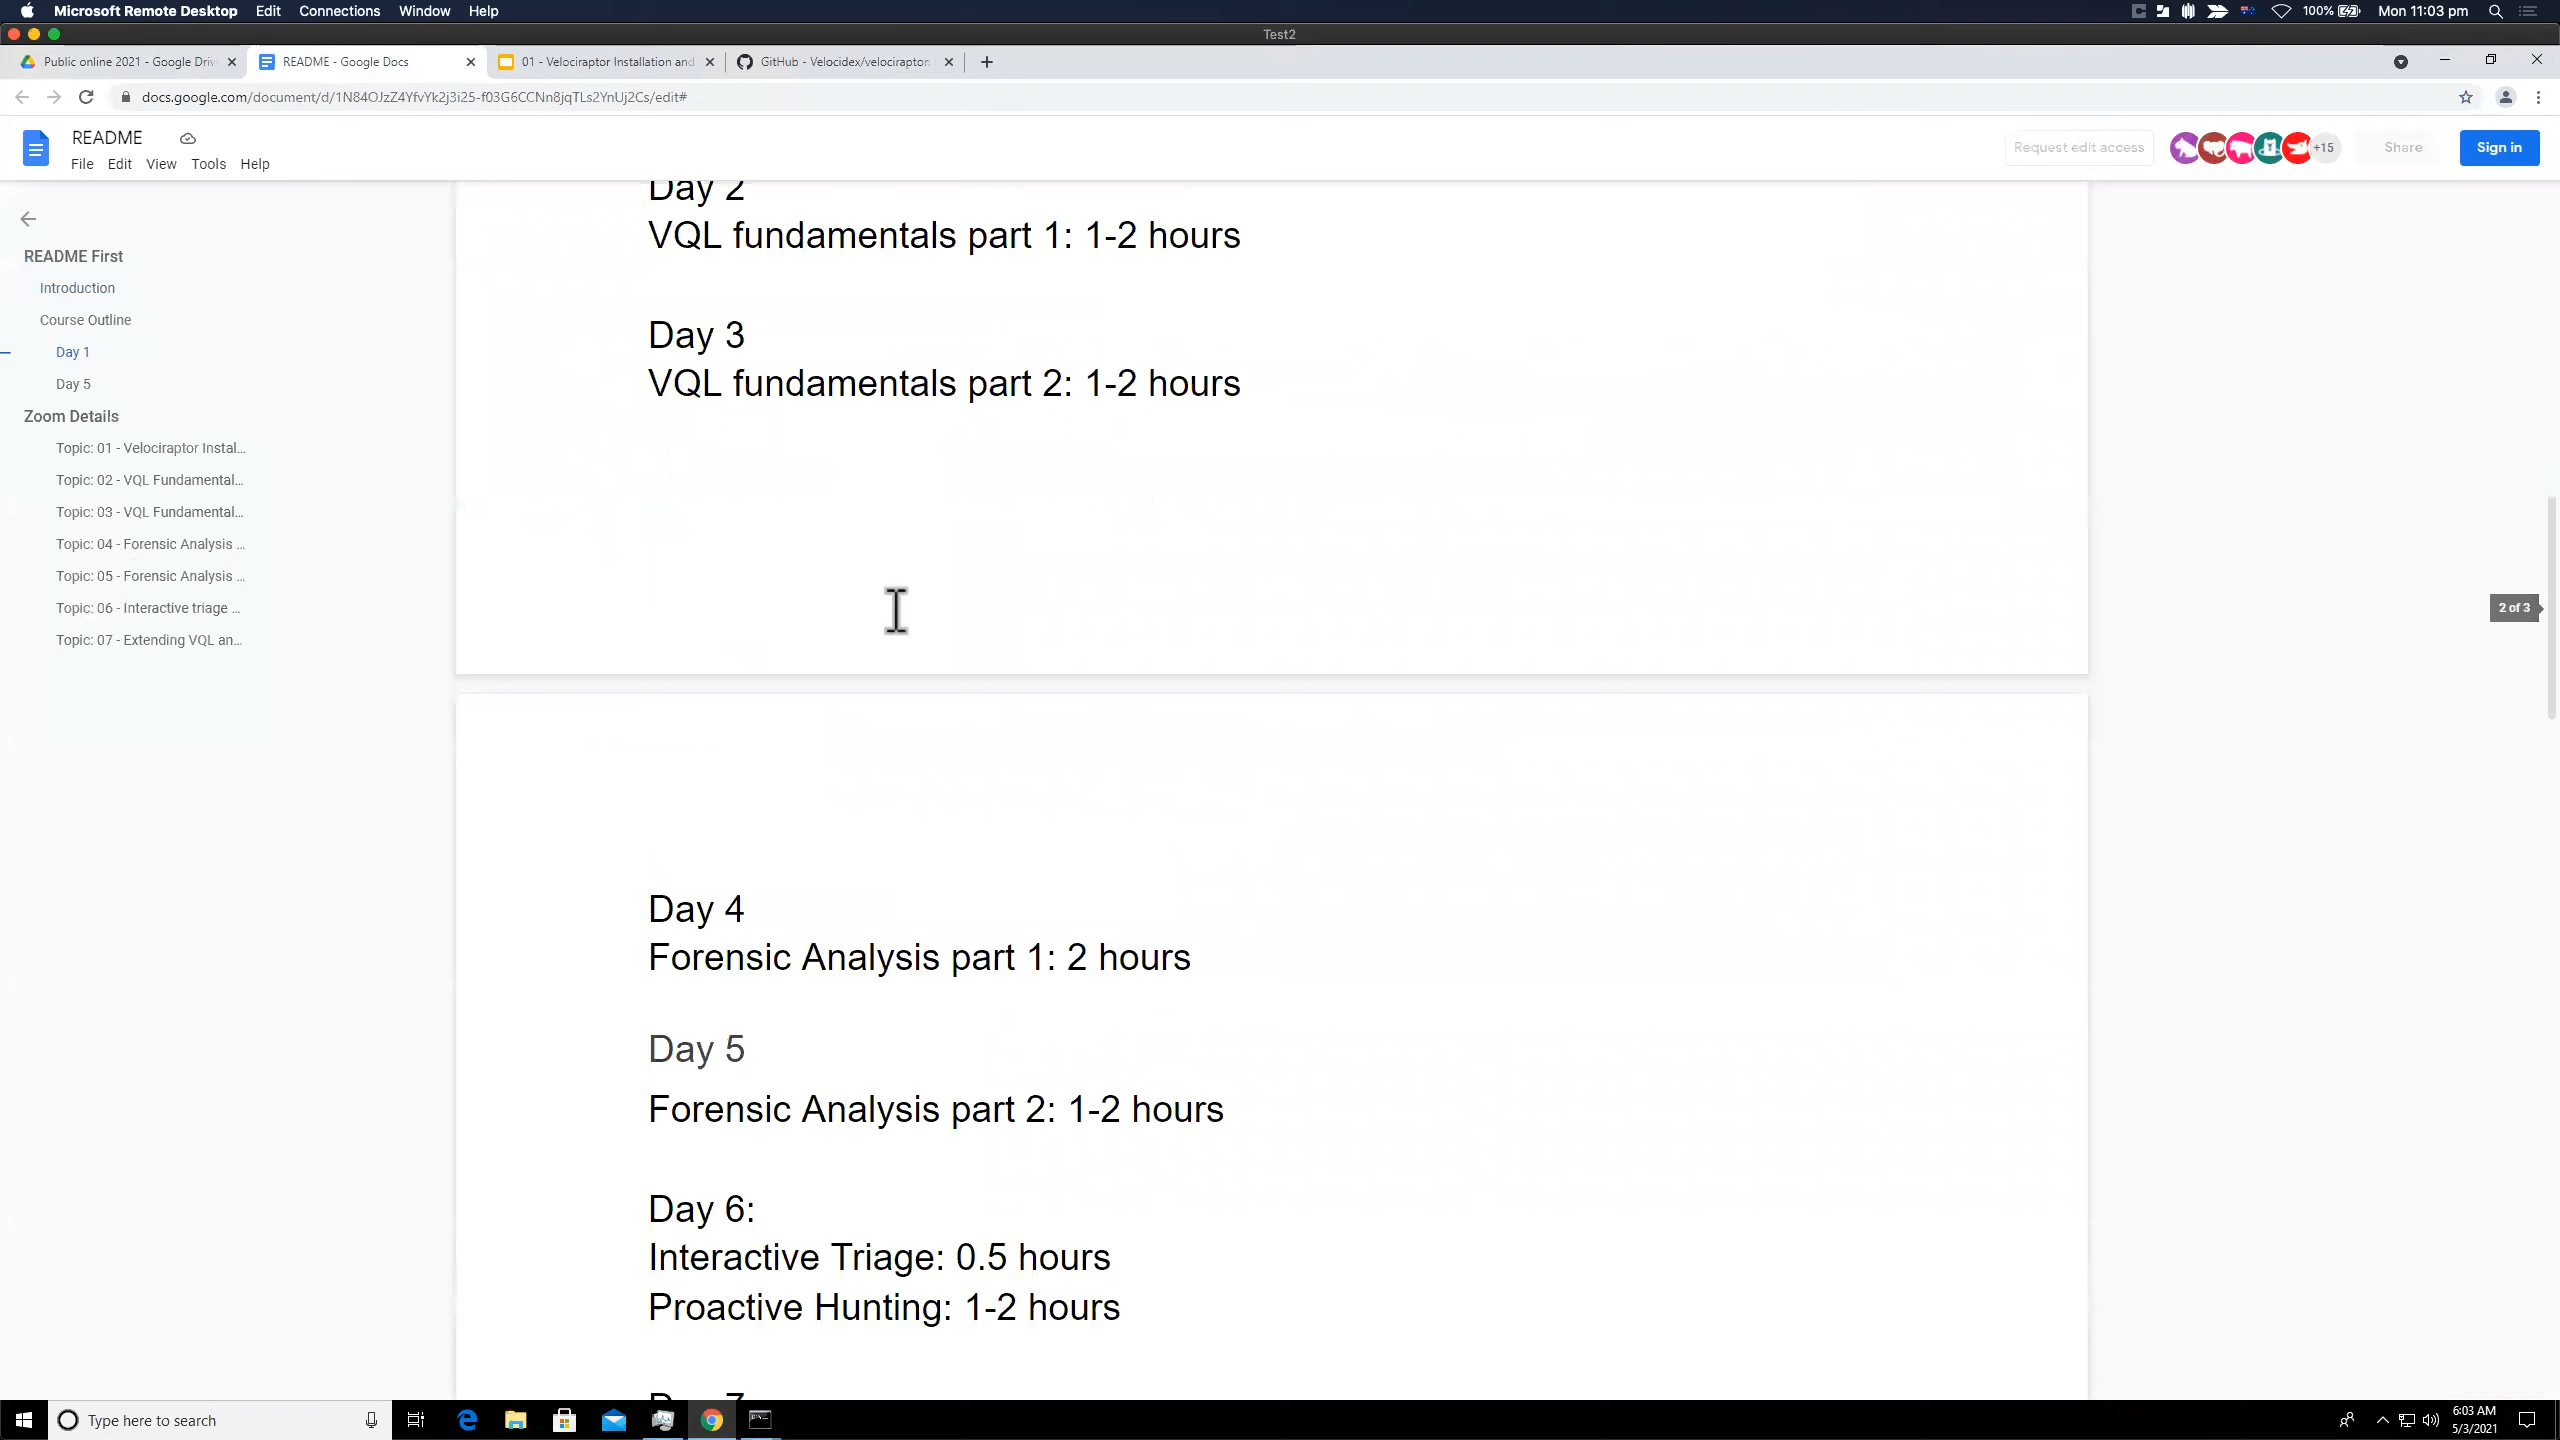 Microsoft Remote Desktop Edit Connections Window Help 100% Mon 11:03 pm
Test2
Public online 2021 - Google Driv README - Google Docs 01 - Velociraptor Installation and GitHub - Velocidex/velociraptor:
docs.google.com/document/d/1N84OJzZ4YfvYk2j3i25-f03G6CCNn8jqTLs2YnUj2Cs/edit#
README
File Edit View Tools Help
Request edit access +15 Share Sign in
README First
Introduction
Course Outline
Day 1
Day 5
Zoom Details
Topic: 01 - Velociraptor Instal...
Topic: 02 - VQL Fundamental...
Topic: 03 - VQL Fundamental...
Topic: 04 - Forensic Analysis ...
Topic: 05 - Forensic Analysis ...
Topic: 06 - Interactive triage ...
Topic: 07 - Extending VQL an...
Day 2
VQL fundamentals part 1: 1-2 hours
Day 3
VQL fundamentals part 2: 1-2 hours
2 of 3
Day 4
Forensic Analysis part 1: 2 hours
Day 5
Forensic Analysis part 2: 1-2 hours
Day 6:
Interactive Triage: 0.5 hours
Proactive Hunting: 1-2 hours
Day 7
Type here to search
6:03 AM
5/3/2021